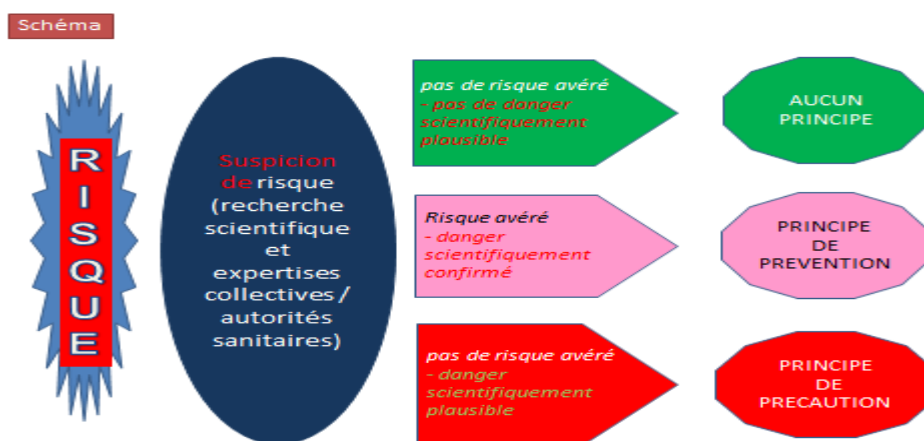 Schéma
RISQUE
Suspicion
de risque
(recherche
scientifique
et
expertises
collectives /
autorités
sanitaires)
pas de risque avéré
- pas de danger
scientifiquement
plausible
AUCUN
PRINCIPE
Risque avéré
- danger
scientifiquement
confirmé
PRINCIPE
DE
PREVENTION
pas de risque avéré
- danger
scientifiquement
plausible
PRINCIPE
DE
PRECAUTION